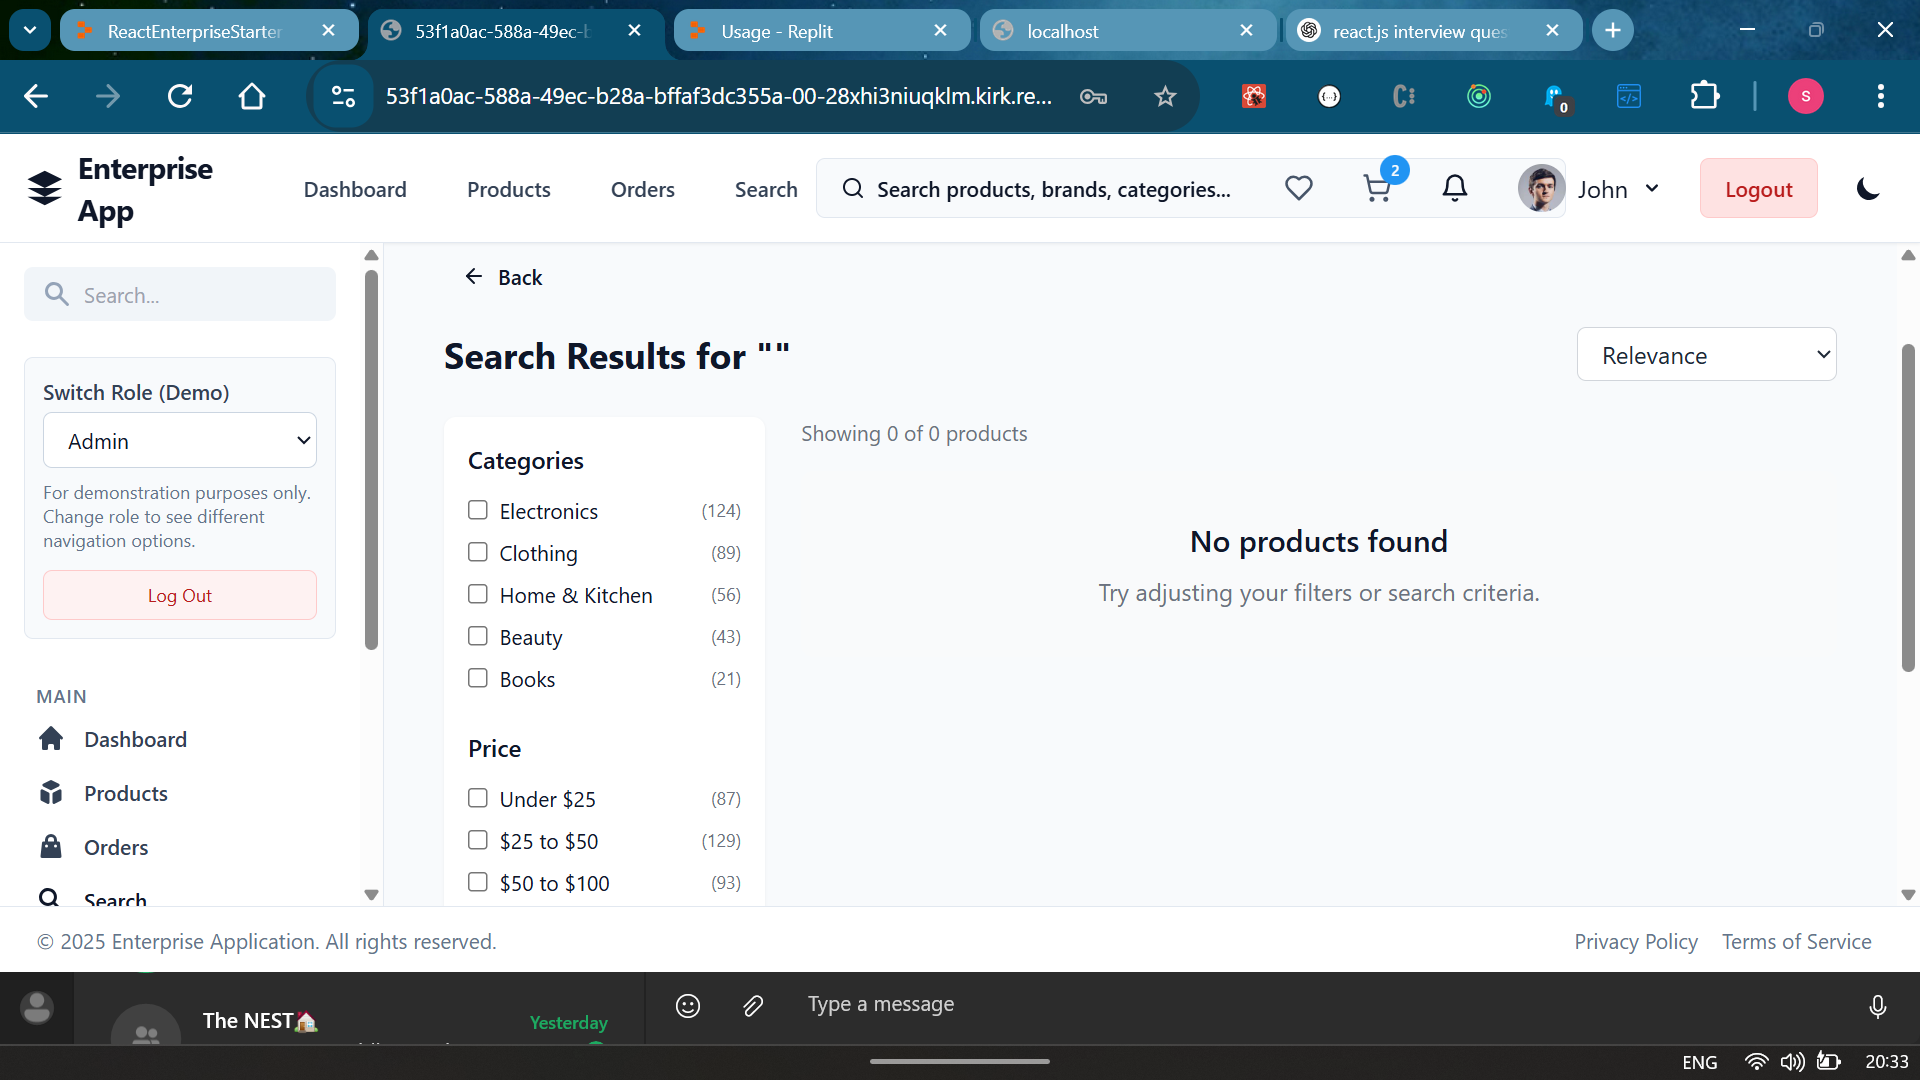 ReactEnterpriseStarter
53f1a0ac-588a-49ec-b
Usage - Replit
localhost
react.js interview ques
53f1a0ac-588a-49ec-b28a-bffaf3dc355a-00-28xhi3niuqklm.kirk.re...
0
S
Enterprise App
Dashboard
Products
Orders
Search
Search products, brands, categories...
2
John
Logout
Search...
Switch Role (Demo)
Admin
For demonstration purposes only.
Change role to see different
navigation options.
Log Out
MAIN
Dashboard
Products
Orders
Search
Back
Search Results for ""
Relevance
Categories
Electronics (124)
Clothing (89)
Home & Kitchen (56)
Beauty (43)
Books (21)
Price
Under $25 (87)
$25 to $50 (129)
$50 to $100 (93)
Showing 0 of 0 products
No products found
Try adjusting your filters or search criteria.
© 2025 Enterprise Application. All rights reserved.
Privacy Policy
Terms of Service
The NEST🏠
Yesterday
Type a message
ENG
20:33